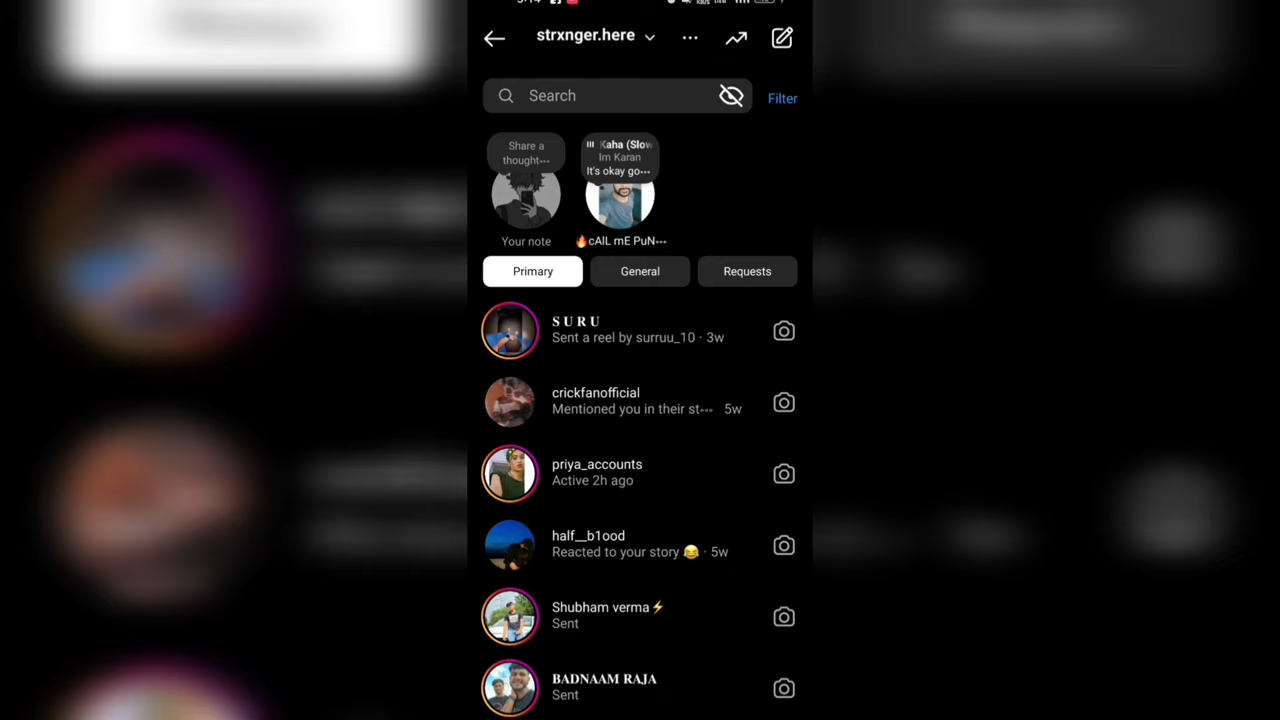 strxnger.here
Search
Filter
Share a
thought...
Kaha (Slow
Im Karan
It's okay go...
Your note
🔥cAlL mE PuN...
Primary
General
Requests
S U R U
Sent a reel by surruu_10 · 3w
crickfanofficial
Mentioned you in their st... 5w
priya_accounts
Active 2h ago
half__b1ood
Reacted to your story 😂 · 5w
Shubham verma⚡
Sent
BADNAAM RAJA
Sent